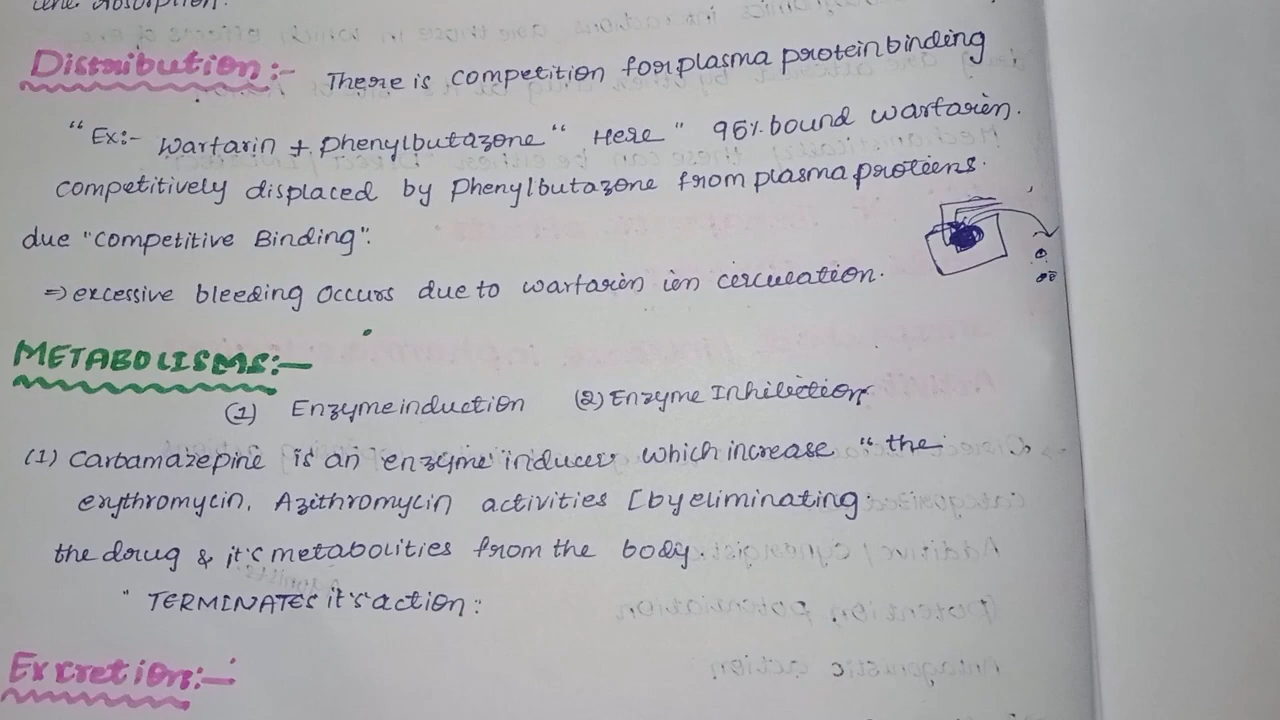 the absorption.
Distribution:- There is competition for plasma protein binding
"Ex:- Warfarin + Phenylbutazone " Here " 96% bound warfarin.
competitively displaced by Phenylbutazone from plasma proteins.
due "Competitive Binding".
⇒ excessive bleeding occurs due to warfarin in circulation.
METABOLISMS:-
(1) Enzyme induction (2) Enzyme Inhibition
(1) Carbamazepine is an enzyme inducer which increase " the
erythromycin, Azithromycin activities [by eliminating
the drug & it's metabolities from the body.
" TERMINATES it's action:
Excretion:-